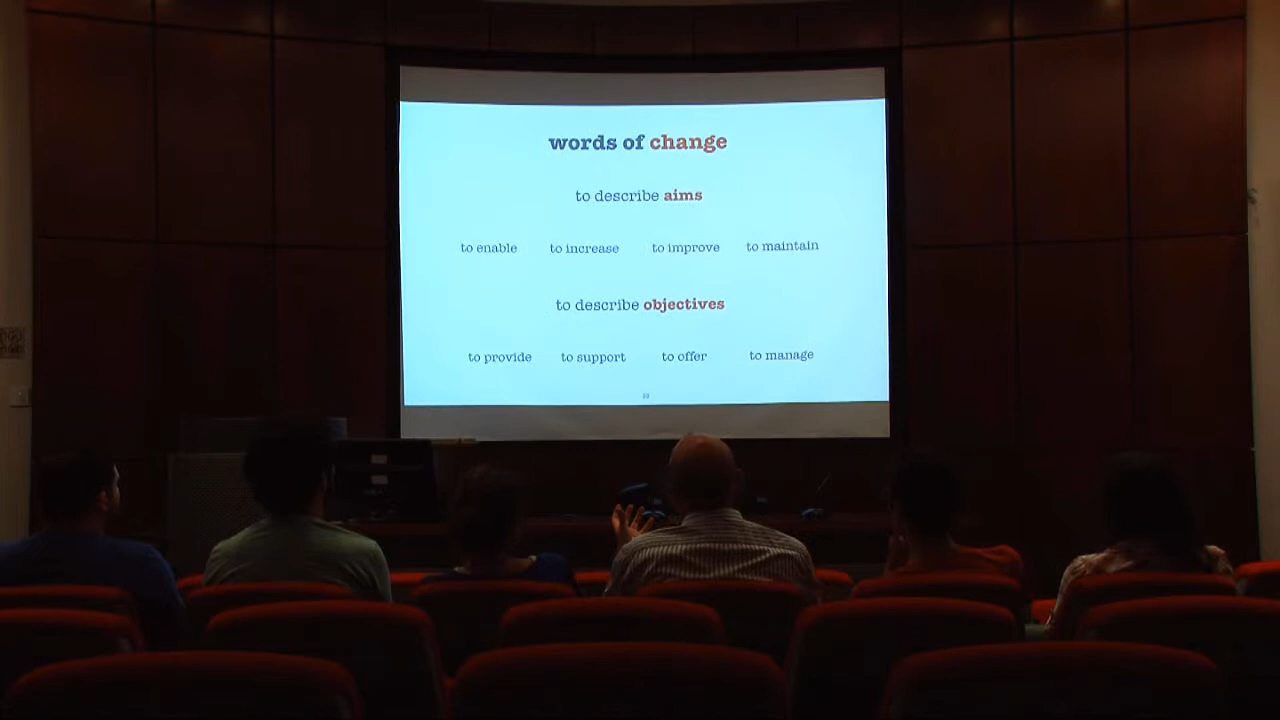 words of change
to describe aims
to enable to increase to improve to maintain
to describe objectives
to provide to support to offer to manage